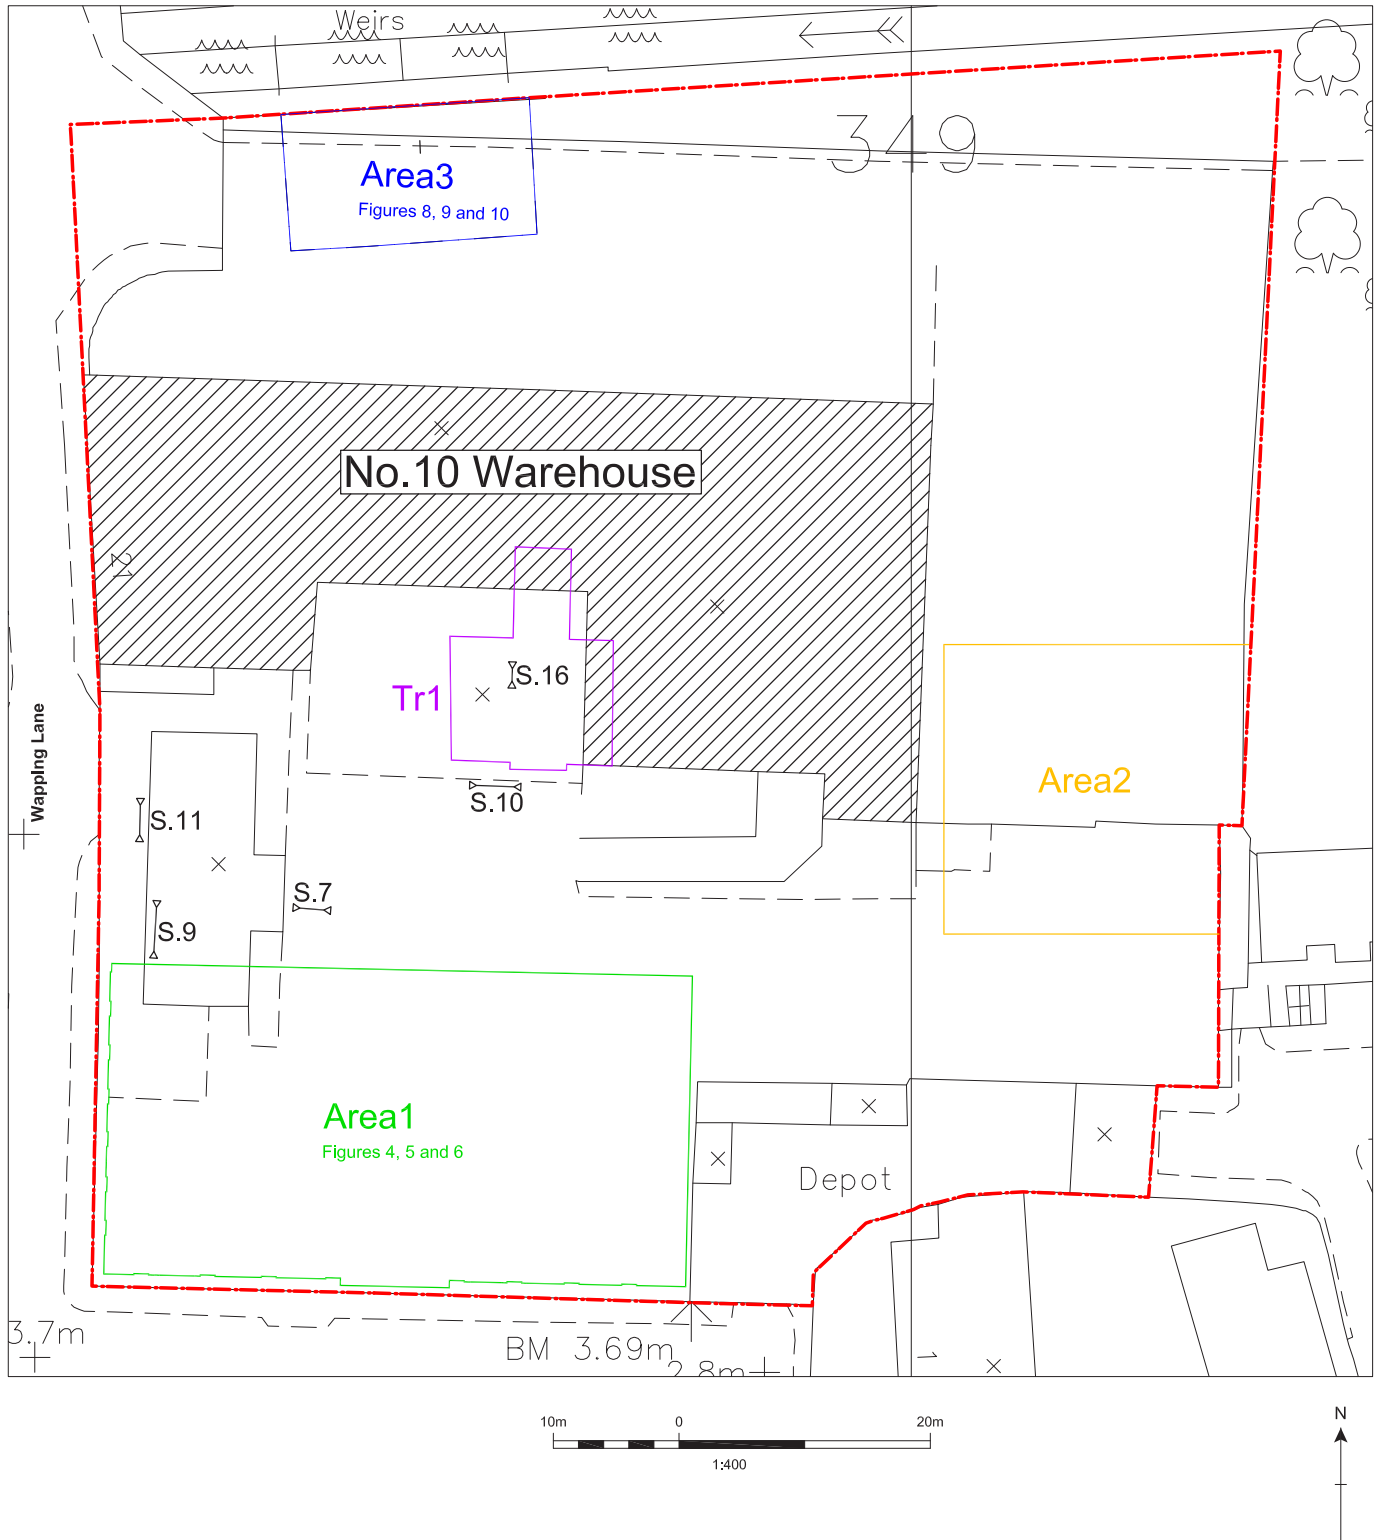 Weirs
349
Area3
Figures 8, 9 and 10
No.10 Warehouse
21
S.16
Tr1
Wapping Lane
Area2
S.10
S.11
S.7
S.9
Area1
Figures 4, 5 and 6
Depot
3.7m
BM 3.69m
2.8m
1
10m 0 20m
1:400
N